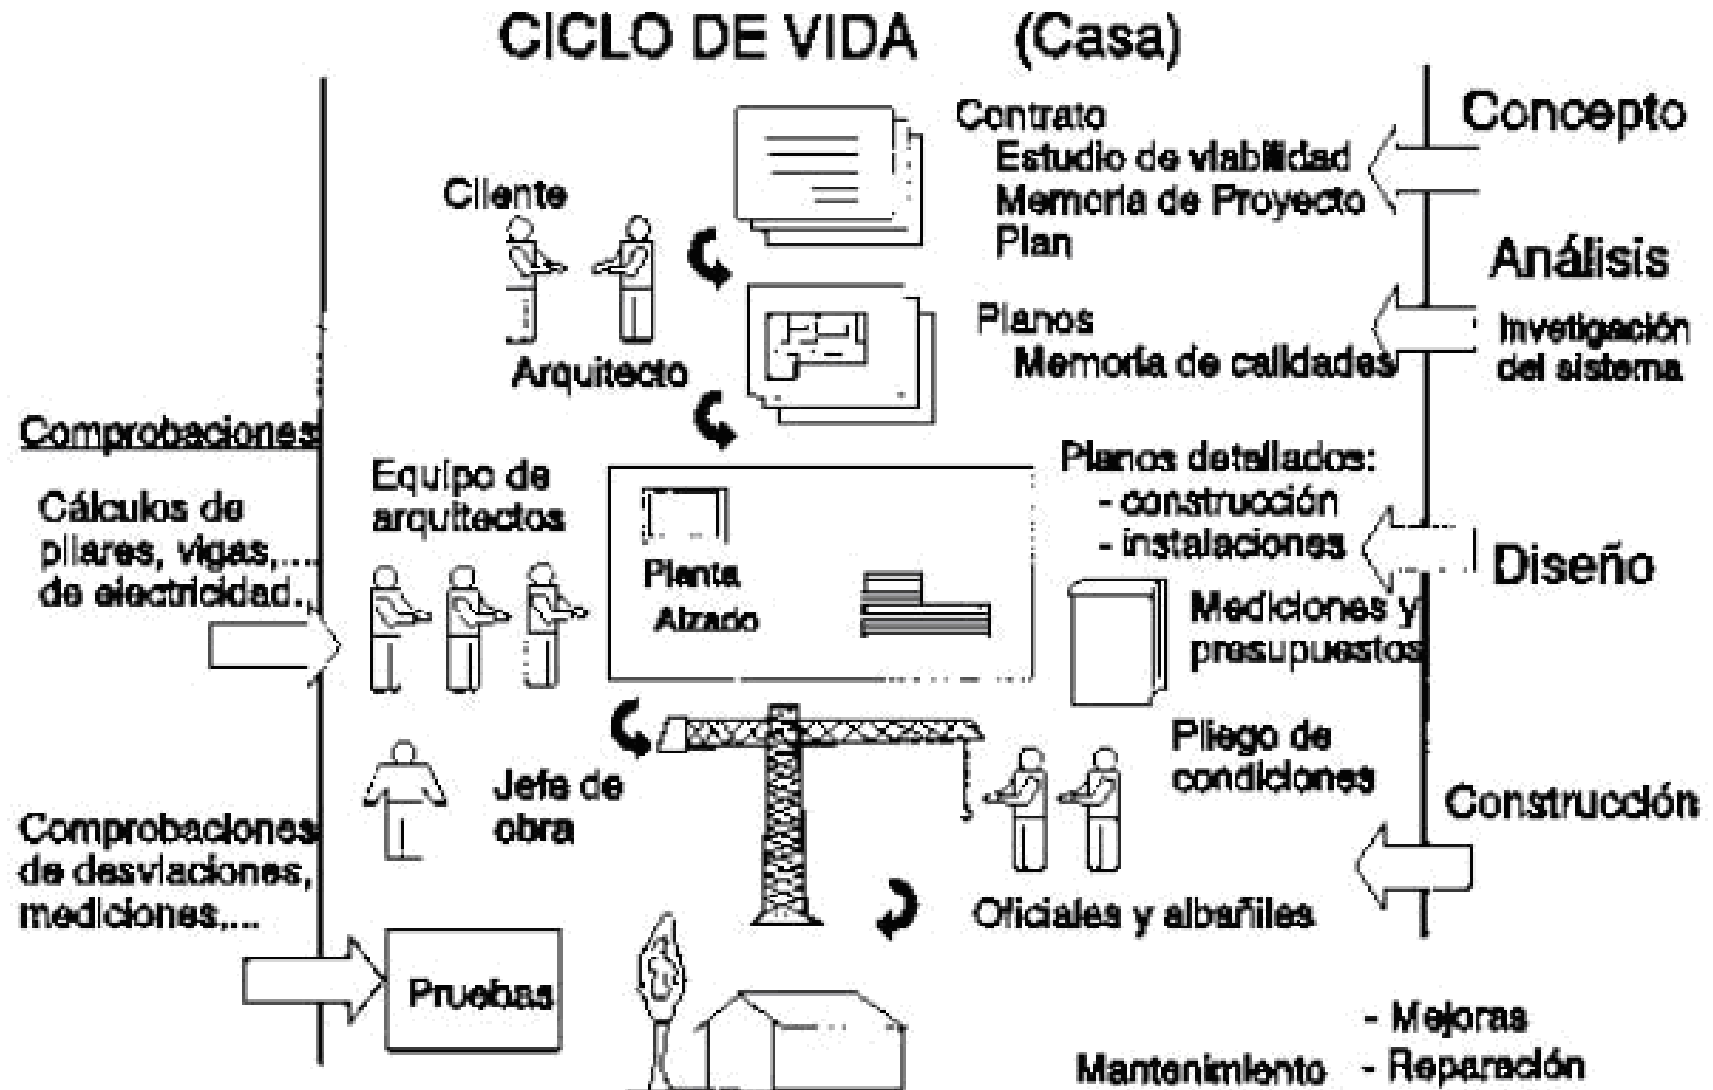 CICLO DE VIDA (Casa)
Concepto
Contrato
Estudio de viabilidad
Memoria de Proyecto
Plan
Cliente
Arquitecto
Análisis
Invetigación
del sistema
Planos
Memoria de calidades
Comprobaciones
Cálculos de
pilares, vigas,....
de electricidad.,
Equipo de
arquitectos
Planta
Alzado
Planos detallados:
- construcción
- instalaciones
Diseño
Mediciones y
presupuestos
Pliego de
condiciones
Jefe de
obra
Construcción
Oficiales y albañiles
Comprobaciones
de desviaciones,
mediciones,...
Pruebas
Mantenimiento
- Mejoras
- Reparación